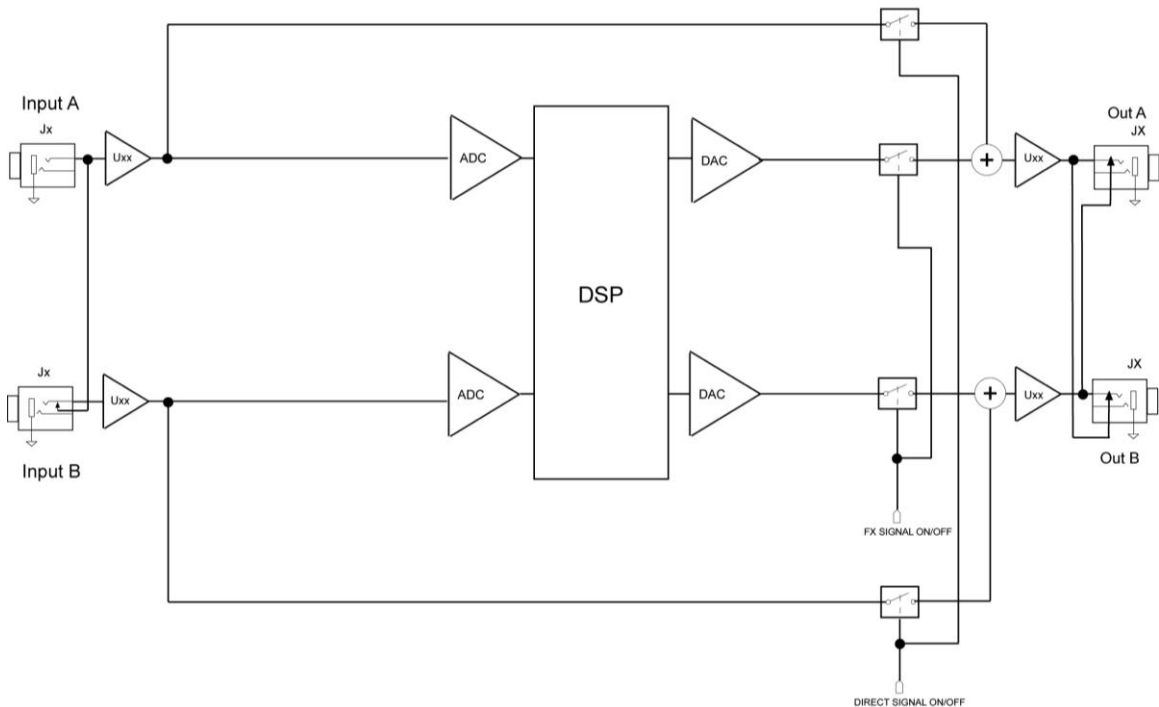 Input A
Jx
Uxx
ADC
DSP
DAC
+
Uxx
Out A
JX
Jx
Uxx
Input B
ADC
DAC
+
Uxx
JX
Out B
FX SIGNAL ON/OFF
DIRECT SIGNAL ON/OFF